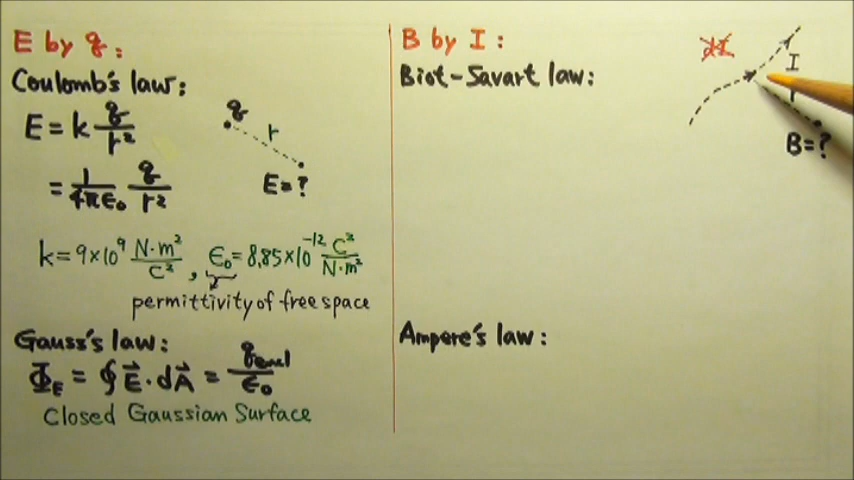 E by q:
Coulomb's law:
E = k q/r²
q
r
E = ?
= 1/4πϵ₀ q/r²
k = 9×10⁹ N·m²/C², ϵ₀ = 8.85×10⁻¹² C²/N·m²
permittivity of free space
Gauss's law:
Φ_E = ∮ E⃗ · dA⃗ = q_encl/ϵ₀
Closed Gaussian Surface
B by I:
Biot-Savart law:
dI
I
r
B = ?
Ampere's law: